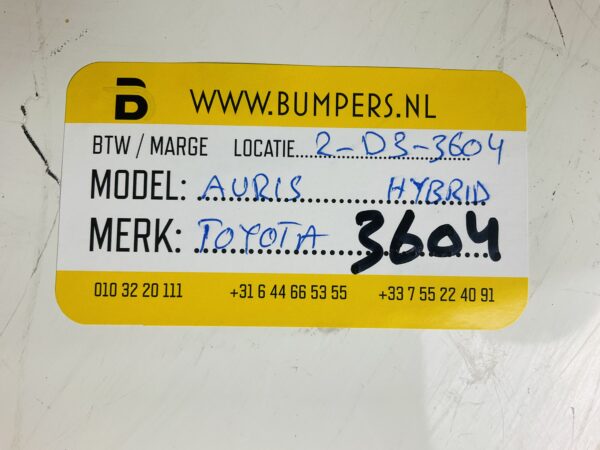 B WWW.BUMPERS.NL
BTW / MARGE LOCATIE 2-DS-3604
MODEL: AURIS HYBRID
MERK: TOYOTA 3604
010 32 20 111 +31 6 44 66 53 55 +33 7 55 22 40 91